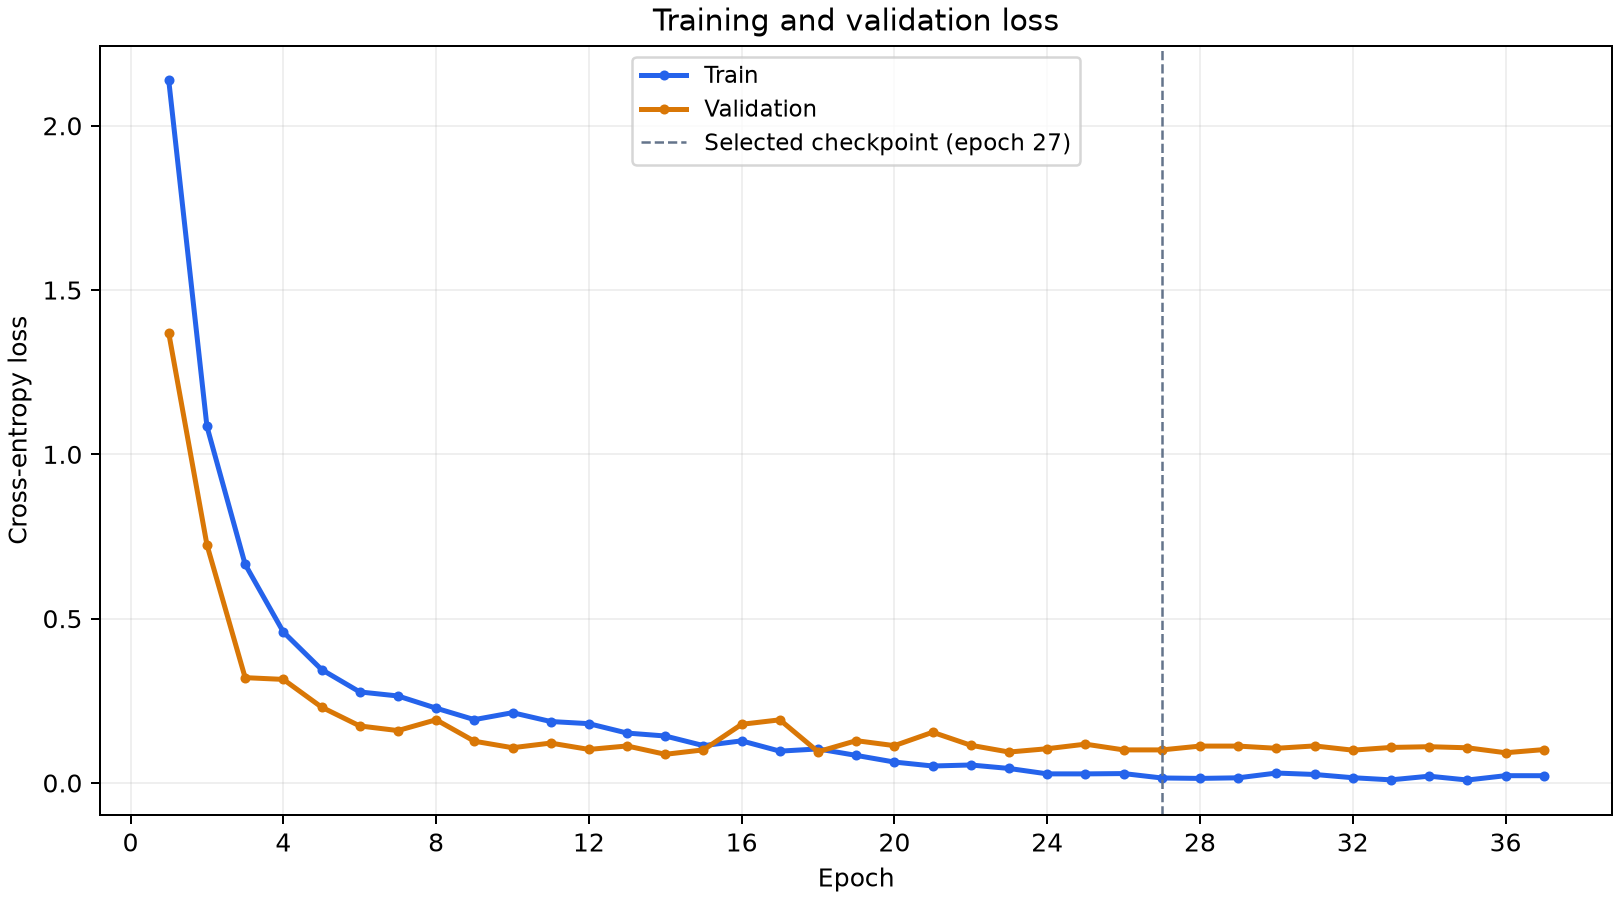 Training and validation loss
Train
Validation
Selected checkpoint (epoch 27)
Cross-entropy loss
2.0
1.5
1.0
0.5
0.0
0 4 8 12 16 20 24 28 32 36
Epoch